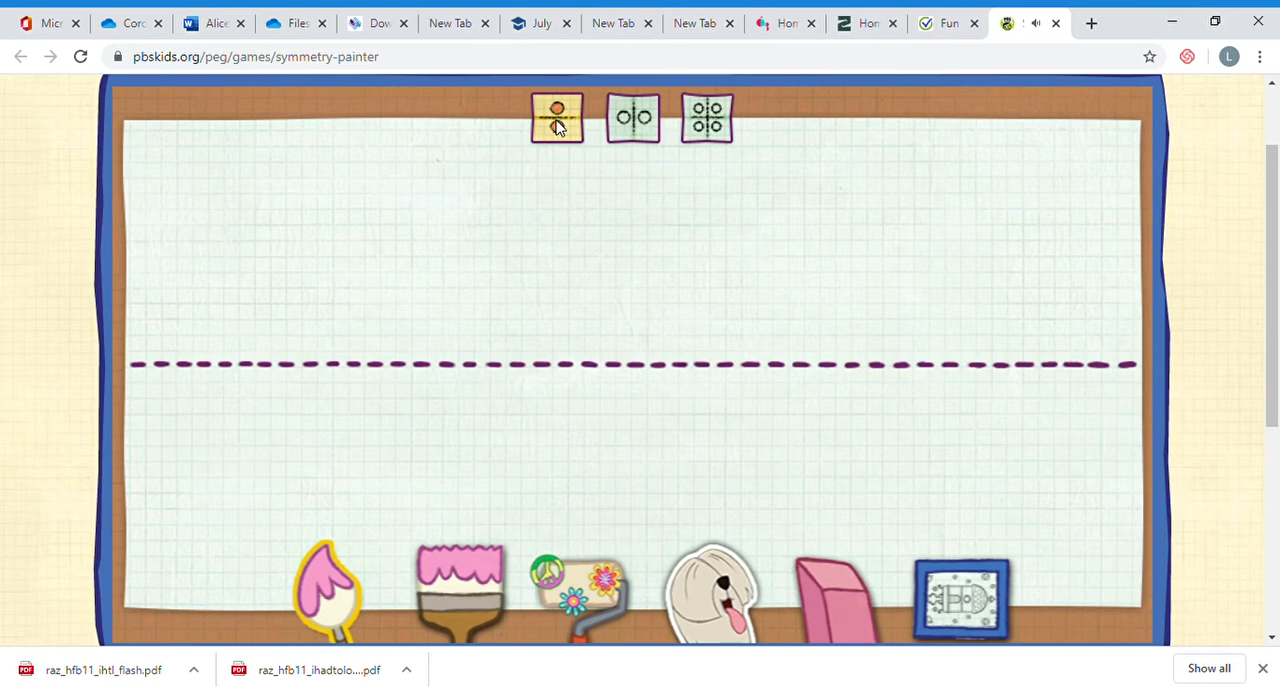 Micr Corc Alice Files Dow New Tab July New Tab New Tab Hon Hon Fun S
pbskids.org/peg/games/symmetry-painter L
raz_hfb11_ihtl_flash.pdf raz_hfb11_ihadtolo....pdf Show all